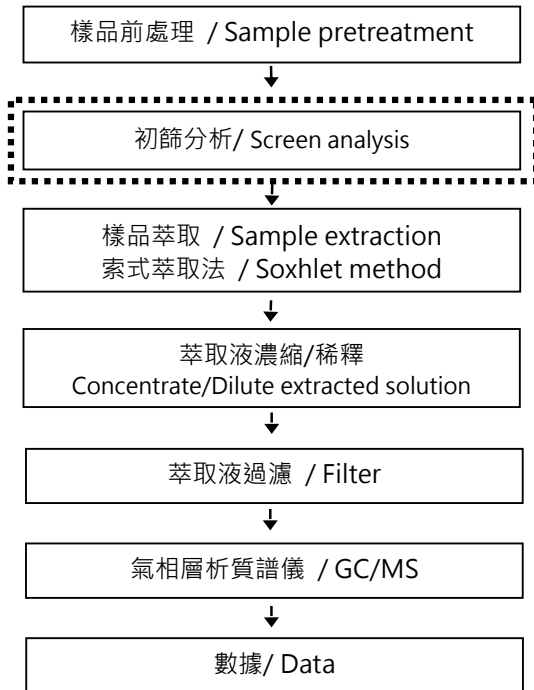 樣品前處理 / Sample pretreatment
初篩分析/ Screen analysis
樣品萃取 / Sample extraction
索式萃取法 / Soxhlet method
萃取液濃縮/稀釋
Concentrate/Dilute extracted solution
萃取液過濾 / Filter
氣相層析質譜儀 / GC/MS
數據/ Data